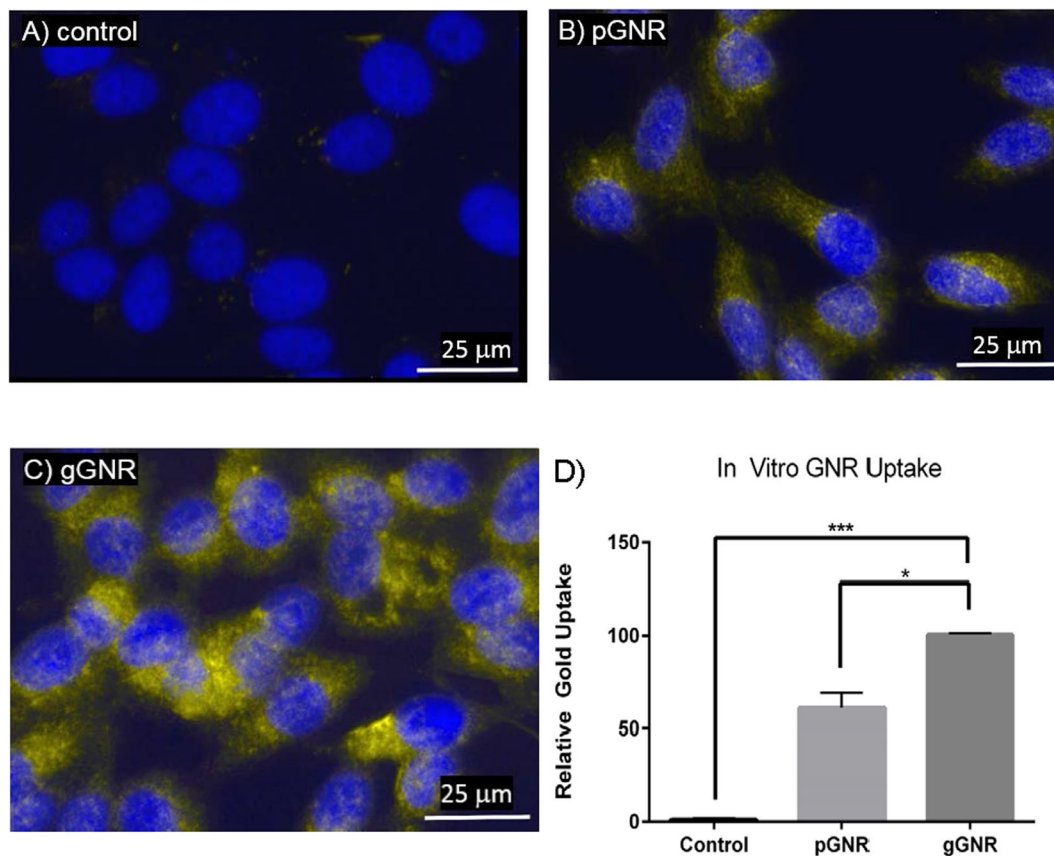 A) control
25 µm
B) pGNR
25 µm
C) gGNR
25 µm
D)
In Vitro GNR Uptake
***
*
150
100
50
0
Relative Gold Uptake
Control pGNR gGNR